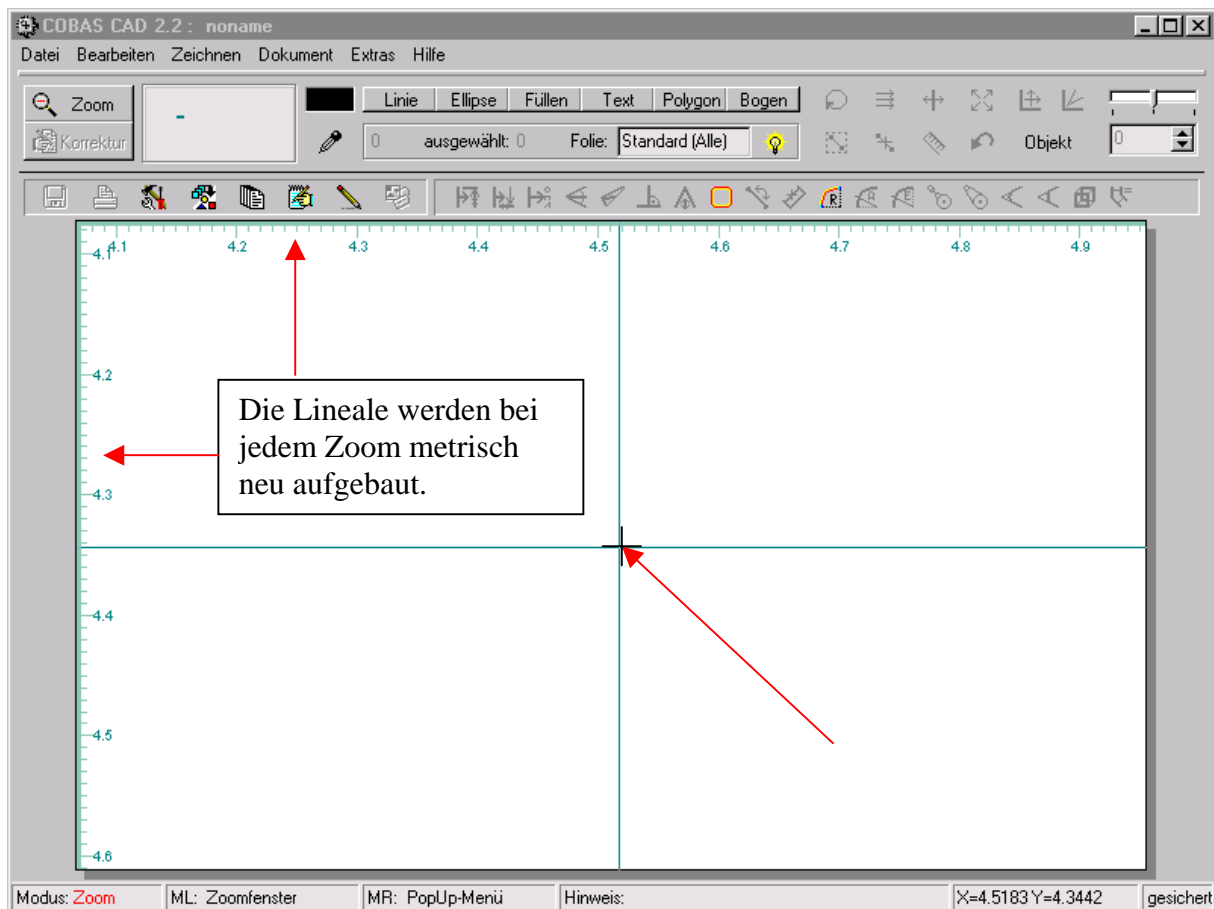 COBAS CAD 2.2 : noname
Datei Bearbeiten Zeichnen Dokument Extras Hilfe
Zoom Linie Ellipse Füllen Text Polygon Bogen
Korrektur 0 ausgewählt: 0 Folie: Standard (Alle) Objekt 0
4.1 4.2 4.3 4.4 4.5 4.6 4.7 4.8 4.9
4.1
4.2
Die Lineale werden bei
jedem Zoom metrisch
neu aufgebaut.
4.3
4.4
4.5
4.6
Modus: Zoom ML: Zoomfenster MR: PopUp-Menü Hinweis: X=4.5183 Y=4.3442 gesichert